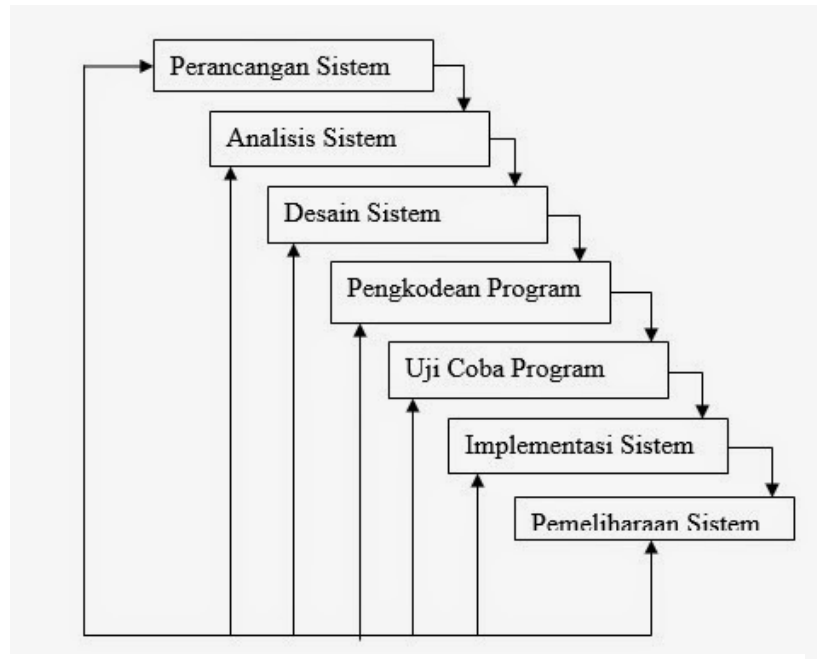 Perancangan Sistem
Analisis Sistem
Desain Sistem
Pengkodean Program
Uji Coba Program
Implementasi Sistem
Pemeliharaan Sistem